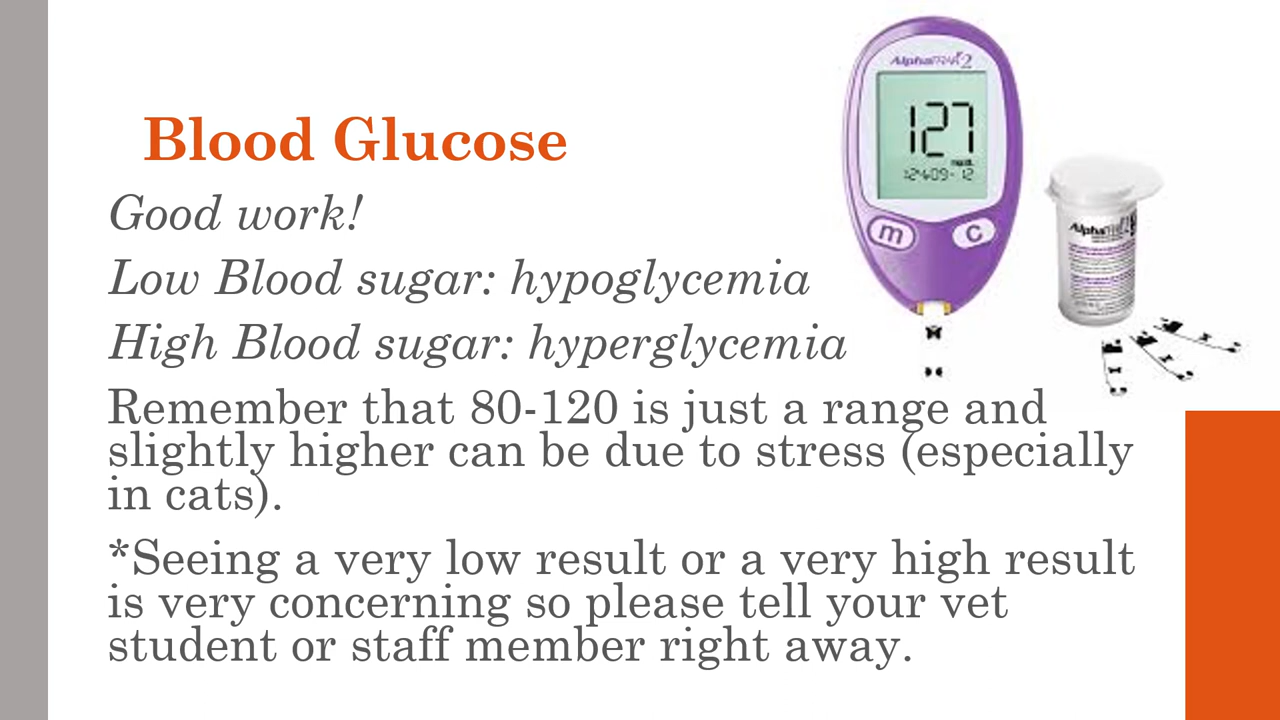 Blood Glucose
Good work!
Low Blood sugar: hypoglycemia
High Blood sugar: hyperglycemia
Remember that 80-120 is just a range and
slightly higher can be due to stress (especially
in cats).
*Seeing a very low result or a very high result
is very concerning so please tell your vet
student or staff member right away.
AlphaTRAK 2
127
m
c